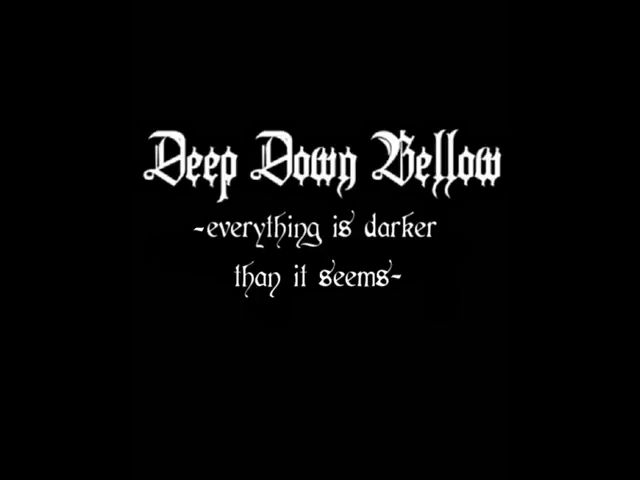 Deep Down Bellow
-everything is darker
than it seems-